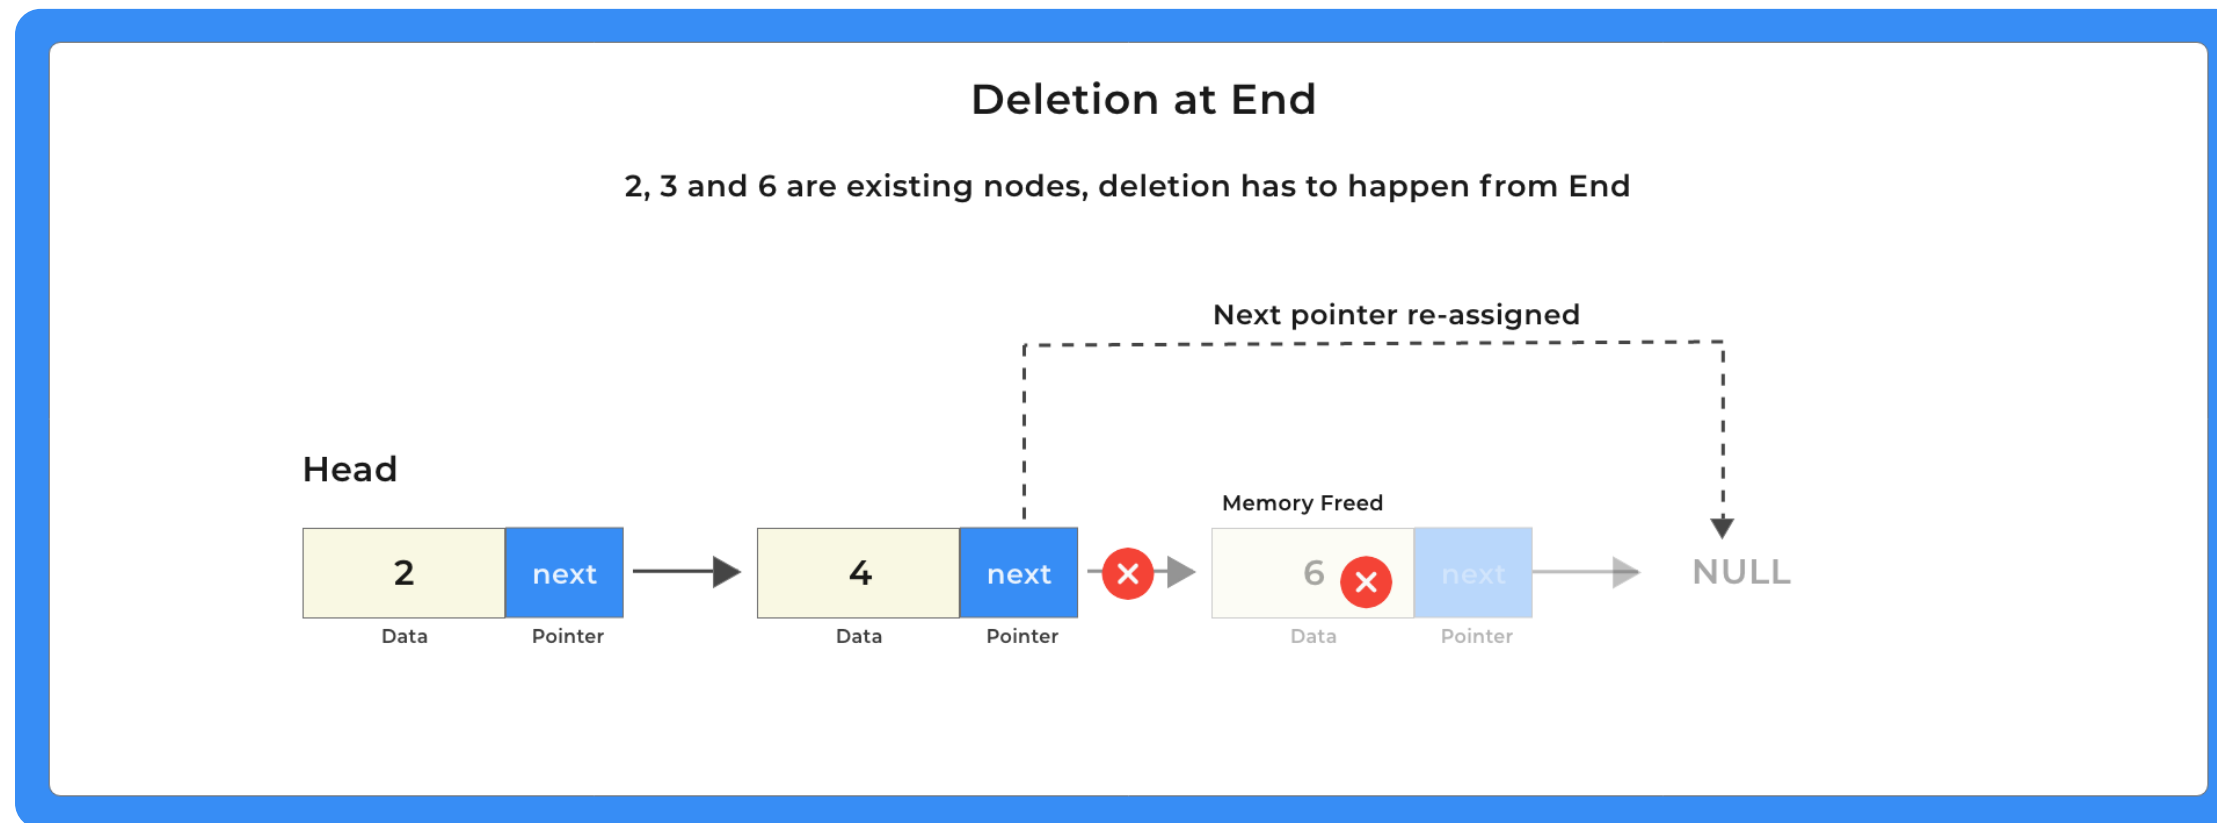 Deletion at End
2, 3 and 6 are existing nodes, deletion has to happen from End
Next pointer re-assigned
Head
Memory Freed
2 next 4 next 6 next NULL
Data Pointer Data Pointer Data Pointer